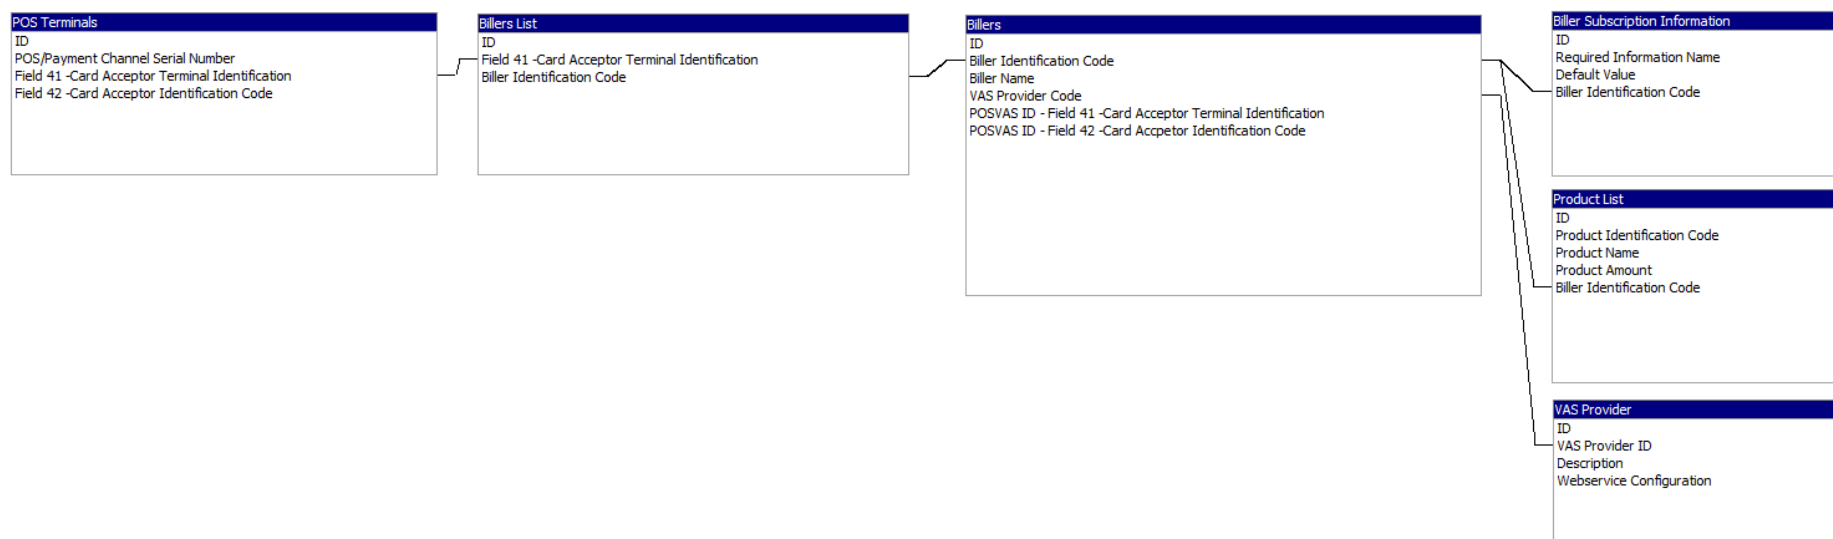 POS Terminals
ID
POS/Payment Channel Serial Number
Field 41 -Card Acceptor Terminal Identification
Field 42 -Card Acceptor Identification Code
Billers List
ID
Field 41 -Card Acceptor Terminal Identification
Biller Identification Code
Billers
ID
Biller Identification Code
Biller Name
VAS Provider Code
POSVAS ID - Field 41 -Card Acceptor Terminal Identification
POSVAS ID - Field 42 -Card Accpetor Identification Code
Biller Subscription Information
ID
Required Information Name
Default Value
Biller Identification Code
Product List
ID
Product Identification Code
Product Name
Product Amount
Biller Identification Code
VAS Provider
ID
VAS Provider ID
Description
Webservice Configuration